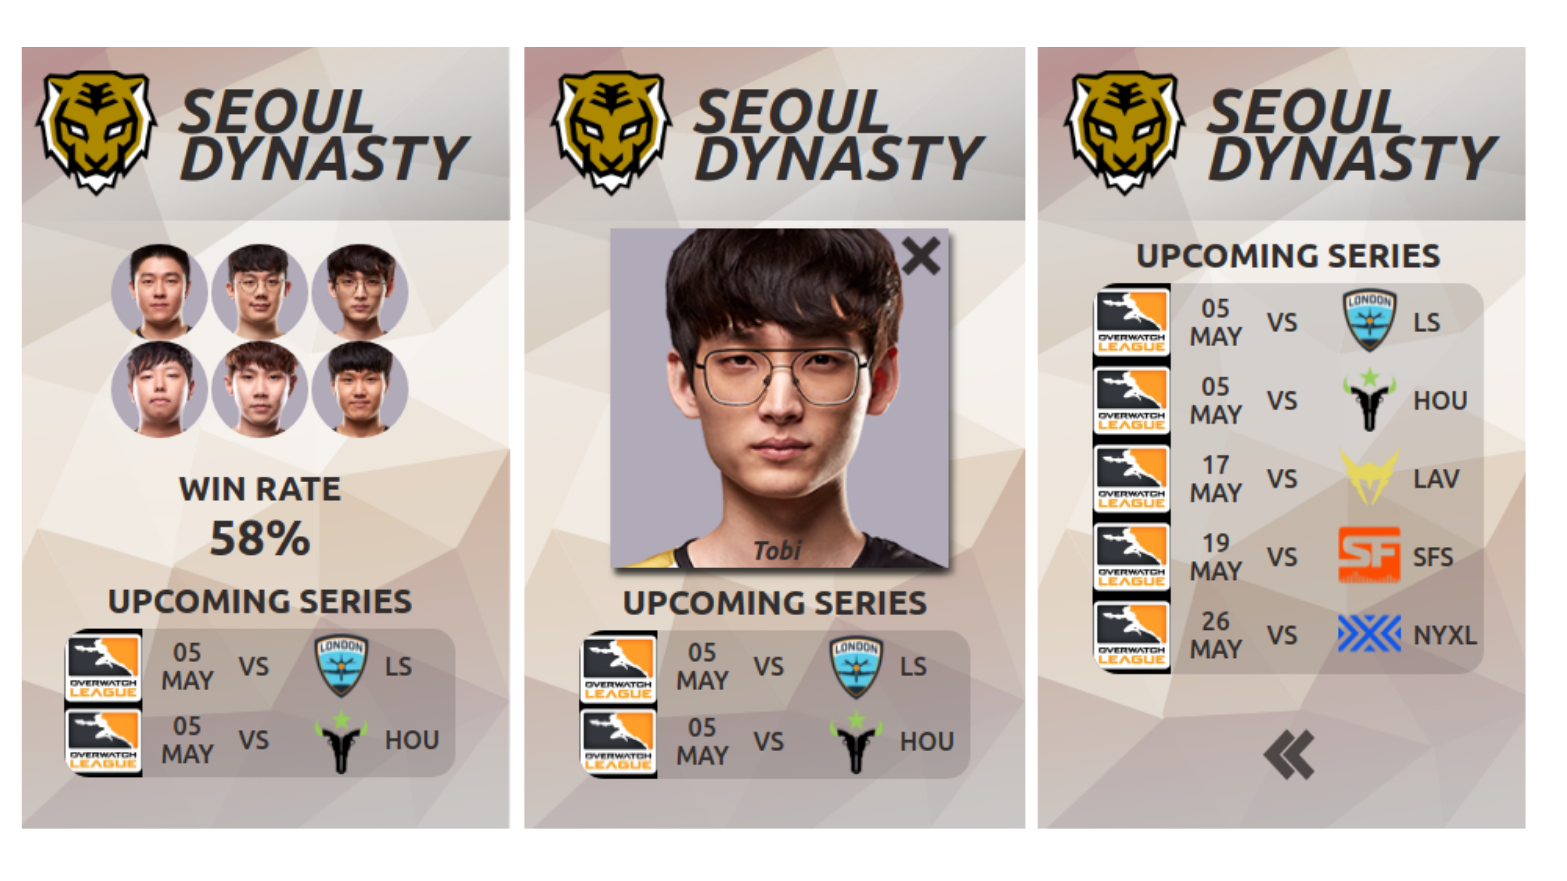 SEOUL
DYNASTY
WIN RATE
58%
UPCOMING SERIES
OVERWATCH
LEAGUE
05
MAY
VS
LONDON
LS
OVERWATCH
LEAGUE
05
MAY
VS
HOU
SEOUL
DYNASTY
Tobi
UPCOMING SERIES
OVERWATCH
LEAGUE
05
MAY
VS
LONDON
LS
OVERWATCH
LEAGUE
05
MAY
VS
HOU
SEOUL
DYNASTY
UPCOMING SERIES
OVERWATCH
LEAGUE
05
MAY
VS
LONDON
LS
OVERWATCH
LEAGUE
05
MAY
VS
HOU
OVERWATCH
LEAGUE
17
MAY
VS
LAV
OVERWATCH
LEAGUE
19
MAY
VS
SF
SFS
OVERWATCH
LEAGUE
26
MAY
VS
NYXL